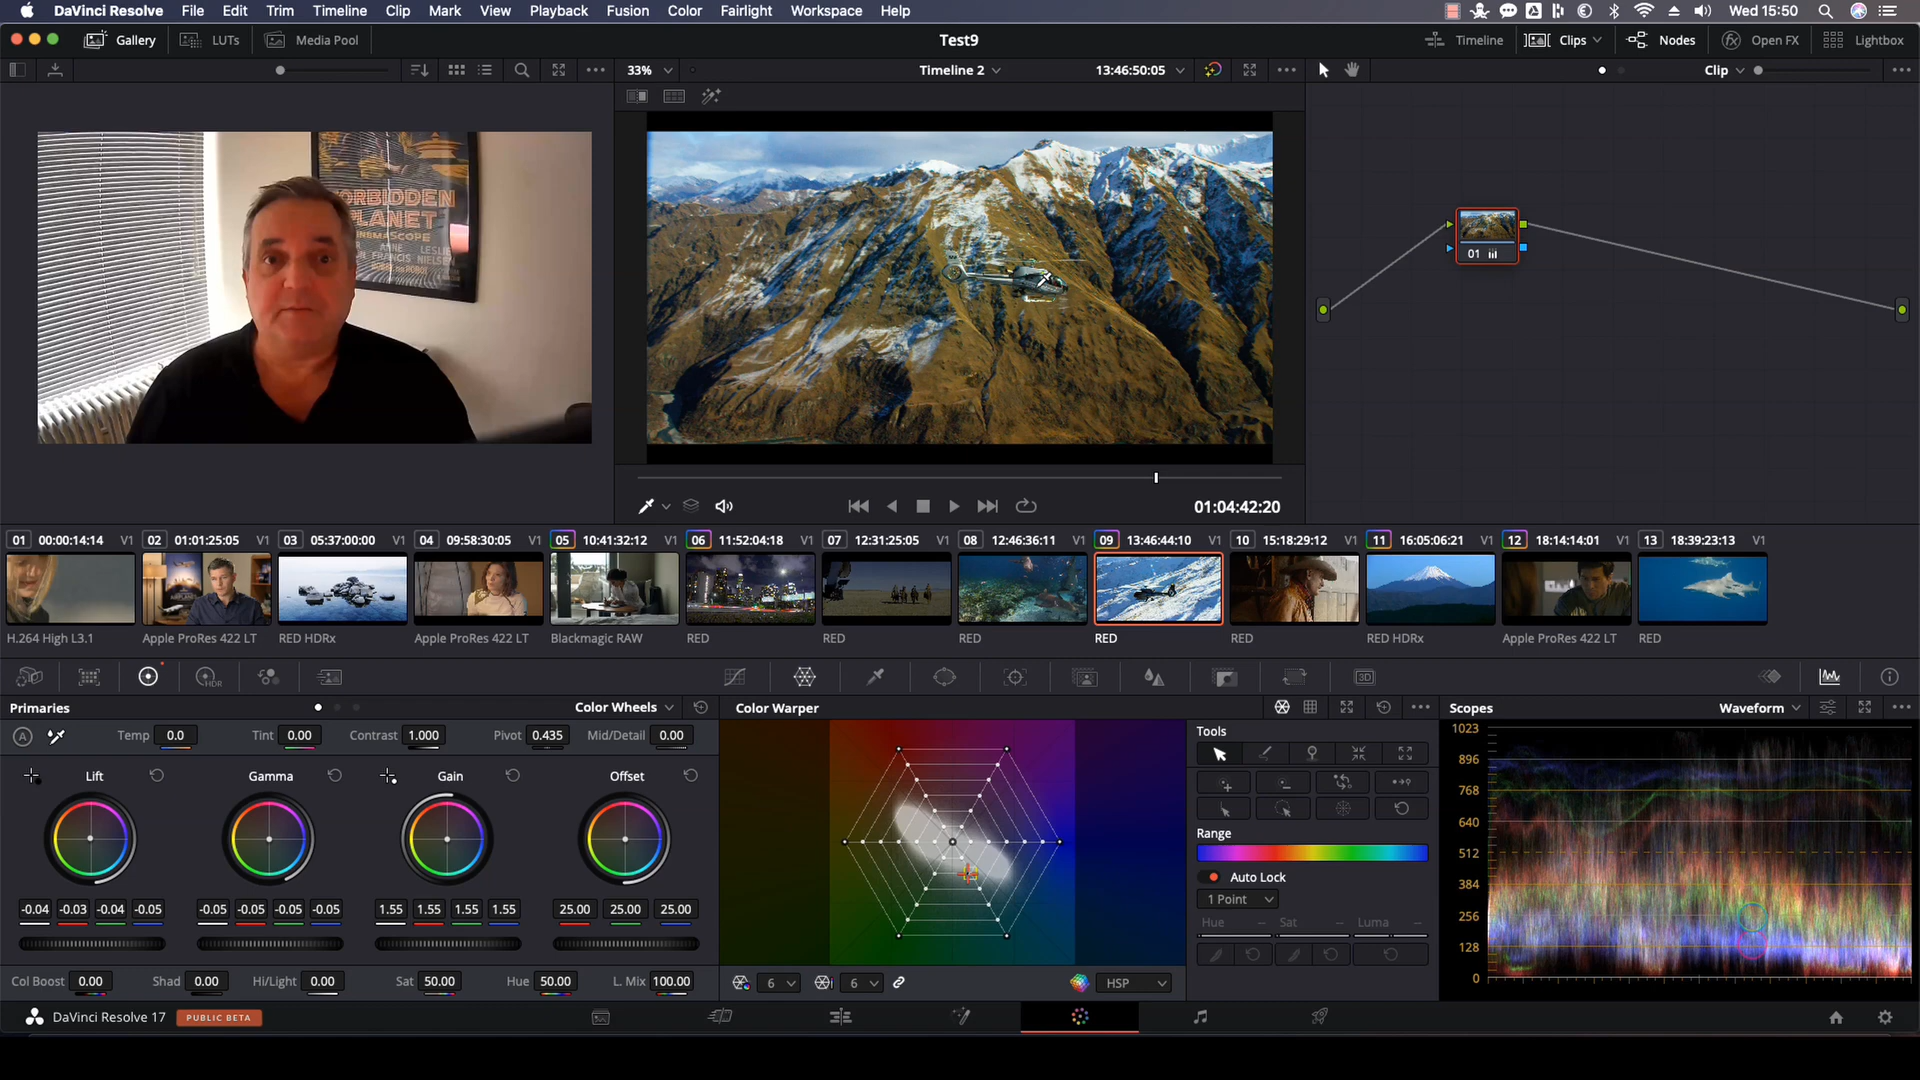 DaVinci Resolve File Edit Trim Timeline Clip Mark View Playback Fusion Color Fairlight Workspace Help Wed 15:50
Gallery LUTs Media Pool Test9 Timeline Clips Nodes Open FX Lightbox
33% Timeline 2 13:46:50:05 Clip
FORBIDDEN
PLANET
CINEMASCOPE
ANNE LESLIE
FRANCIS NIELSEN
01
01:04:42:20
01 00:00:14:14 V1 02 01:01:25:05 V1 03 05:37:00:00 V1 04 09:58:30:05 V1 05 10:41:32:12 V1 06 11:52:04:18 V1 07 12:31:25:05 V1 08 12:46:36:11 V1 09 13:46:44:10 V1 10 15:18:29:12 V1 11 16:05:06:21 V1 12 18:14:14:01 V1 13 18:39:23:13 V1
H.264 High L3.1 Apple ProRes 422 LT RED HDRx Apple ProRes 422 LT Blackmagic RAW RED RED RED RED RED RED HDRx Apple ProRes 422 LT RED
HDR 3D
Primaries Color Wheels Color Warper Scopes Waveform
A Temp 0.0 Tint 0.00 Contrast 1.000 Pivot 0.435 Mid/Detail 0.00 Tools
Lift Gamma Gain Offset
-0.04 -0.03 -0.04 -0.05 -0.05 -0.05 -0.05 -0.05 1.55 1.55 1.55 1.55 25.00 25.00 25.00
Col Boost 0.00 Shad 0.00 Hi/Light 0.00 Sat 50.00 Hue 50.00 L. Mix 100.00
6 6 HSP
Range
Auto Lock
1 Point
Hue -- Sat -- Luma --
1023
896
768
640
512
384
256
128
0
DaVinci Resolve 17 PUBLIC BETA